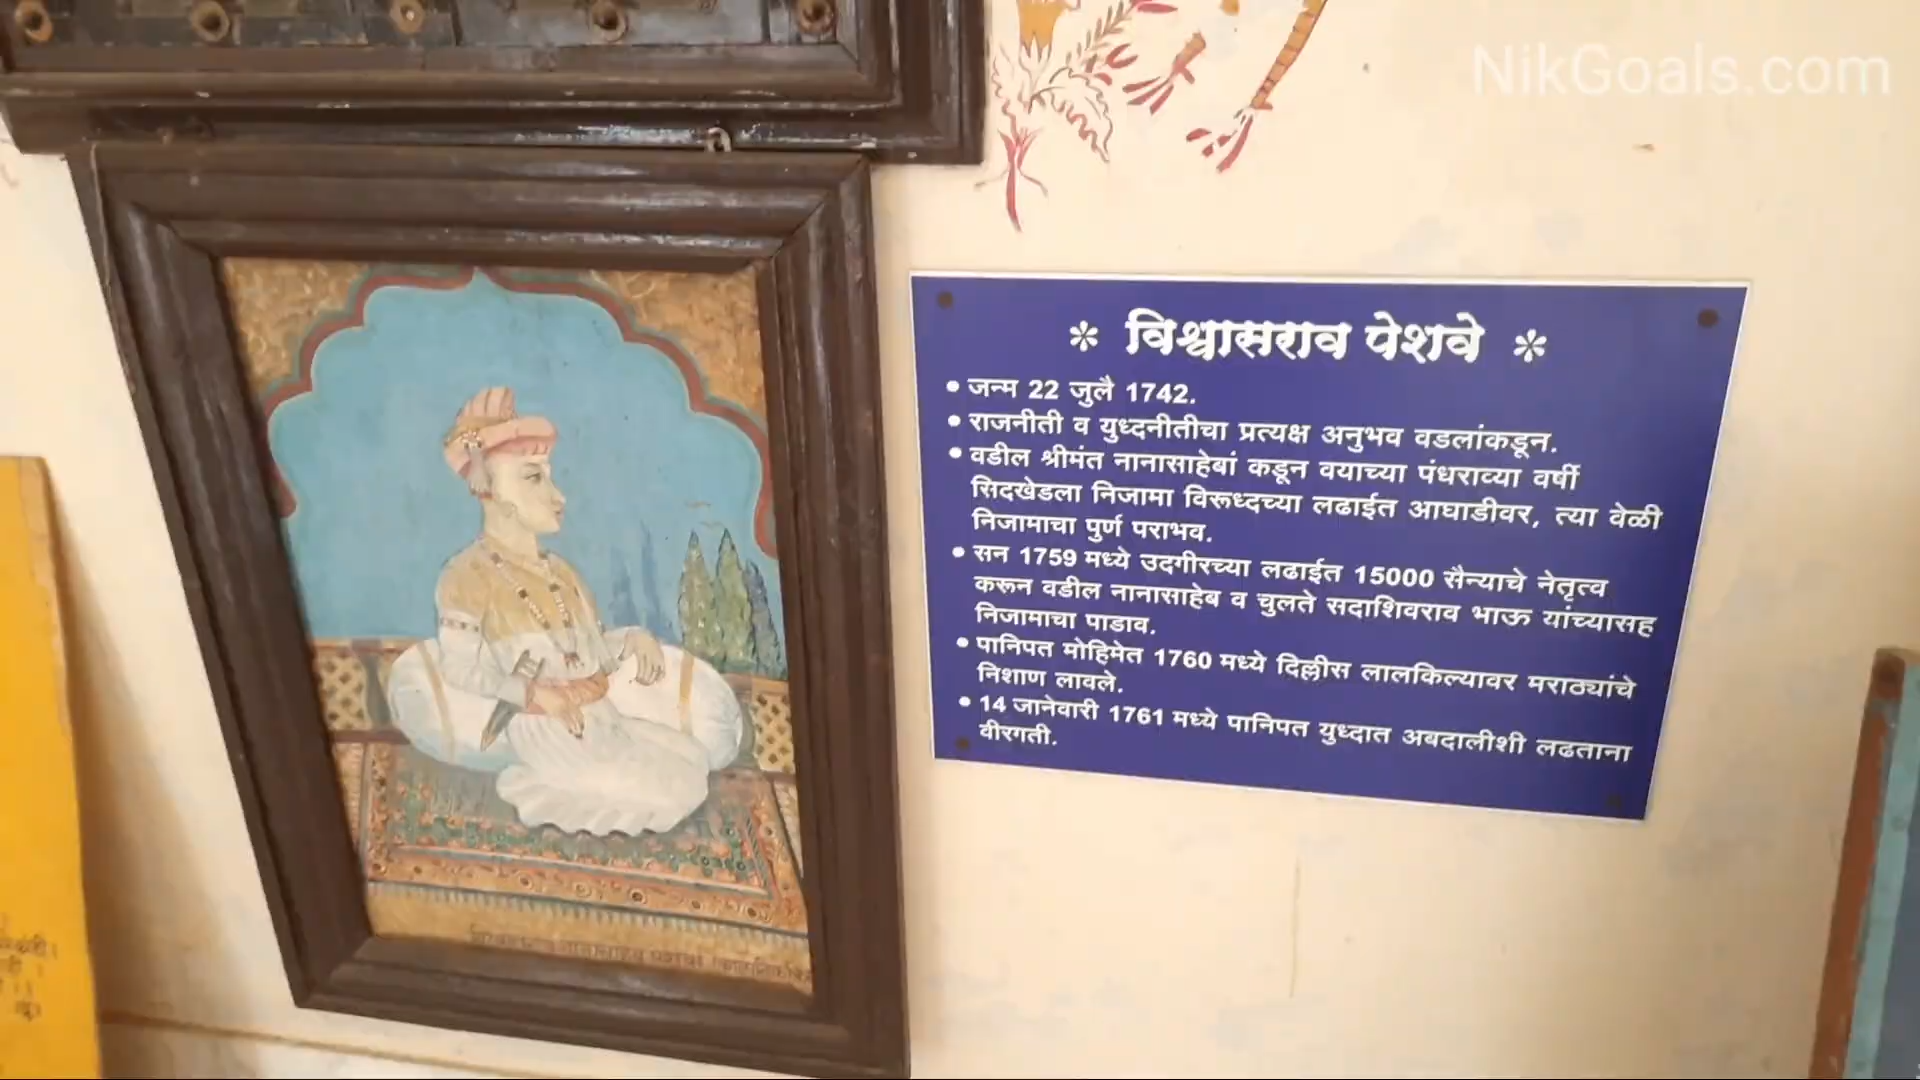 NikGoals.com
* विश्वासराव पेशवे *
• जन्म 22 जुलै 1742.
• राजनीती व युध्दनीतीचा प्रत्यक्ष अनुभव वडलांकडून.
• वडील श्रीमंत नानासाहेबां कडून वयाच्या पंधराव्या वर्षी
सिदखेडला निजामा विरूध्दच्या लढाईत आघाडीवर, त्या वेळी
निजामाचा पुर्ण पराभव.
• सन 1759 मध्ये उदगीरच्या लढाईत 15000 सैन्याचे नेतृत्व
करून वडील नानासाहेब व चुलते सदाशिवराव भाऊ यांच्यासह
निजामाचा पाडाव.
• पानिपत मोहिमेत 1760 मध्ये दिल्लीस लालकिल्यावर मराठ्यांचे
निशाण लावले.
• 14 जानेवारी 1761 मध्ये पानिपत युध्दात अबदालीशी लढताना
वीरगती.